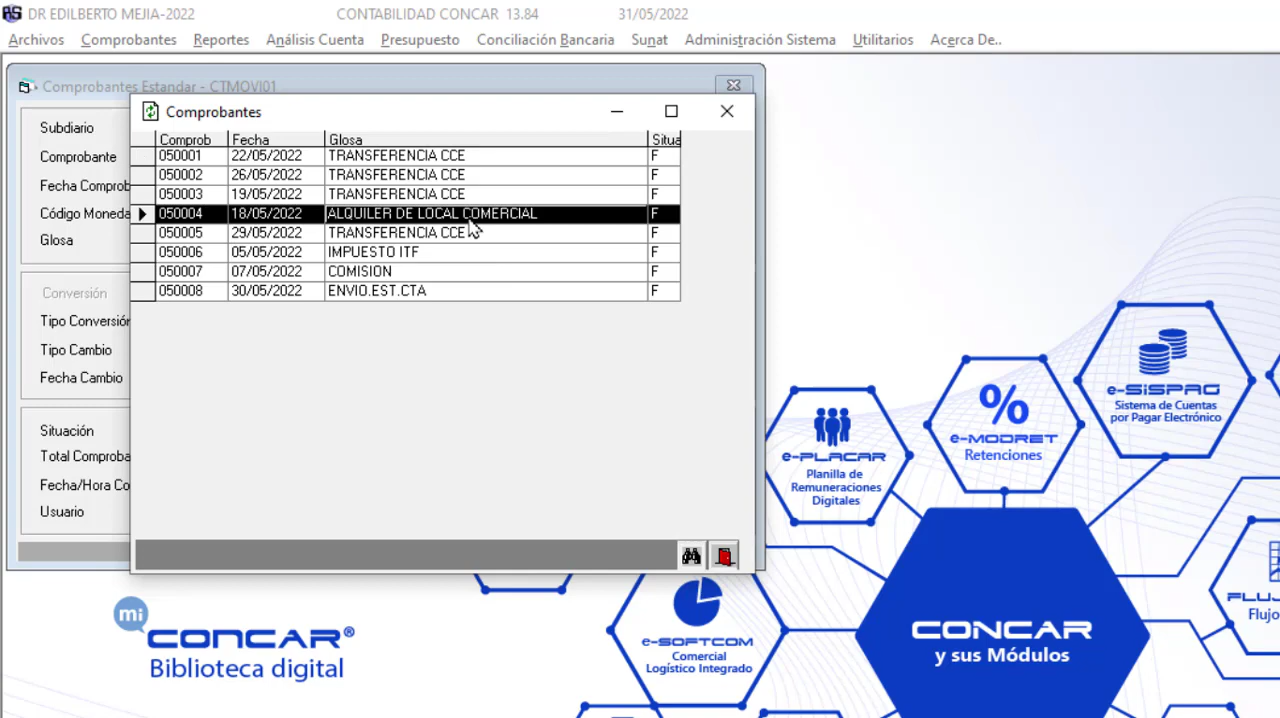 DR EDILBERTO MEJIA-2022 CONTABILIDAD CONCAR 13.84 31/05/2022
Archivos Comprobantes Reportes Análisis Cuenta Presupuesto Conciliación Bancaria Sunat Administración Sistema Utilitarios Acerca De..
Comprobantes Estandar - CTMOVI01
Comprobantes
Subdiario
Comprobante
Fecha Comprob
Código Moneda
Glosa
Conversión
Tipo Conversión
Tipo Cambio
Fecha Cambio
Situación
Total Comproba
Fecha/Hora Co
Usuario
Comprob Fecha Glosa Situa
050001 22/05/2022 TRANSFERENCIA CCE F
050002 26/05/2022 TRANSFERENCIA CCE F
050003 19/05/2022 TRANSFERENCIA CCE F
050004 18/05/2022 ALQUILER DE LOCAL COMERCIAL F
050005 29/05/2022 TRANSFERENCIA CCE F
050006 05/05/2022 IMPUESTO ITF F
050007 07/05/2022 COMISION F
050008 30/05/2022 ENVIO.EST.CTA F
e-SISPAG
Sistema de Cuentas
por Pagar Electrónico
%
e-MODRET
Retenciones
e-PLACAR
Planilla de
Remuneraciones
Digitales
FLUJ
Flujo
mi
CONCAR®
Biblioteca digital
e-SOFTCOM
Comercial
Logístico Integrado
CONCAR
y sus Módulos